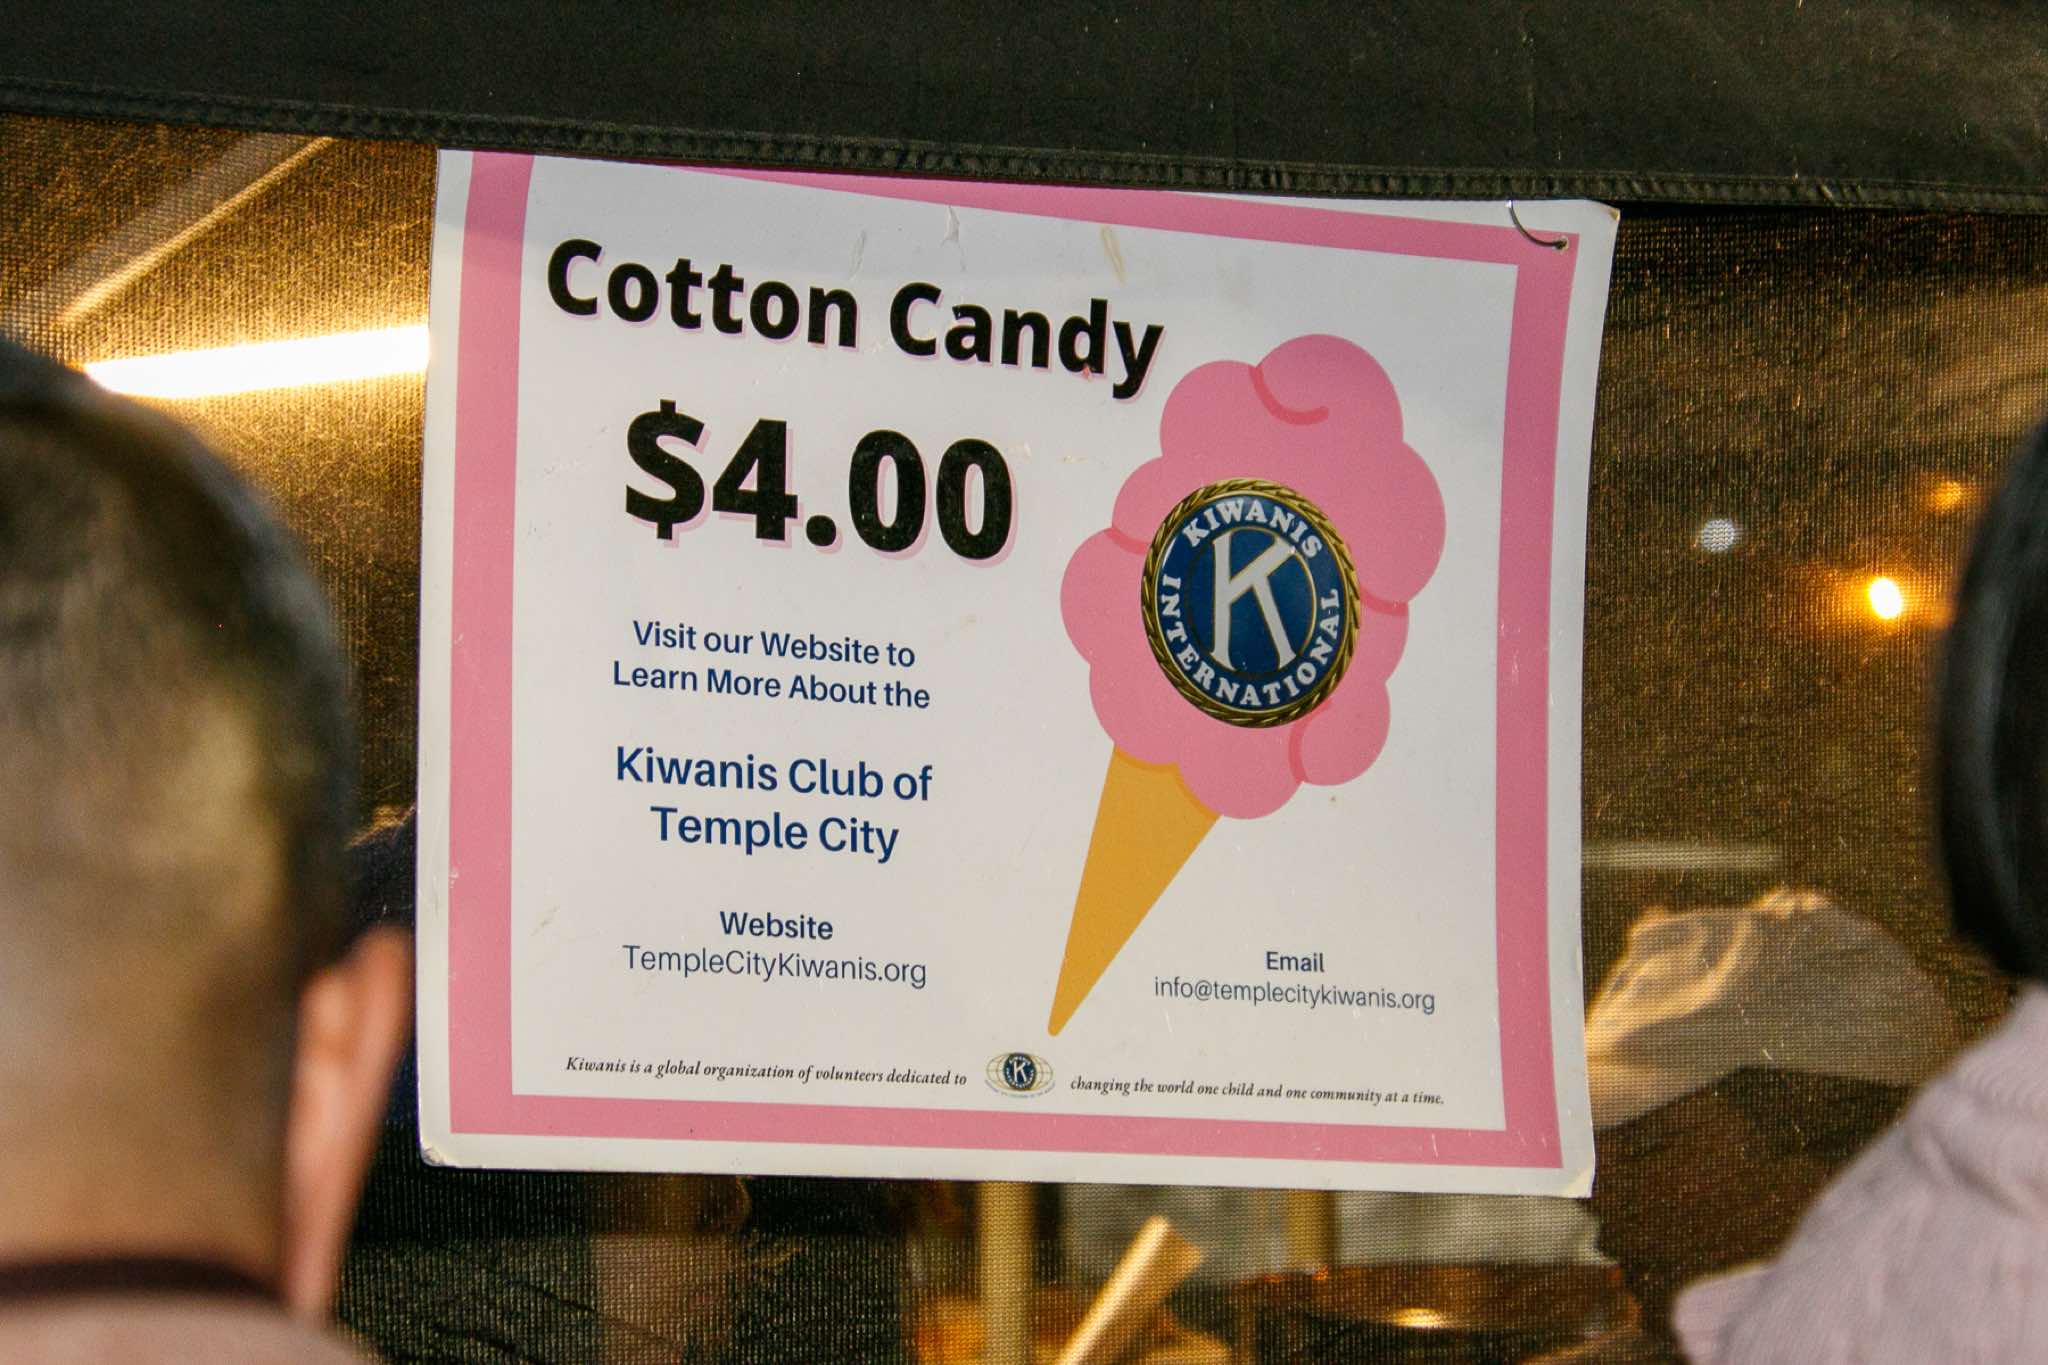 Cotton Candy
$4.00
KIWANIS
K
INTERNATIONAL
Visit our Website to
Learn More About the
Kiwanis Club of
Temple City
Website
TempleCityKiwanis.org
Email
info@templecitykiwanis.org
Kiwanis is a global organization of volunteers dedicated to
K
changing the world one child and one community at a time.